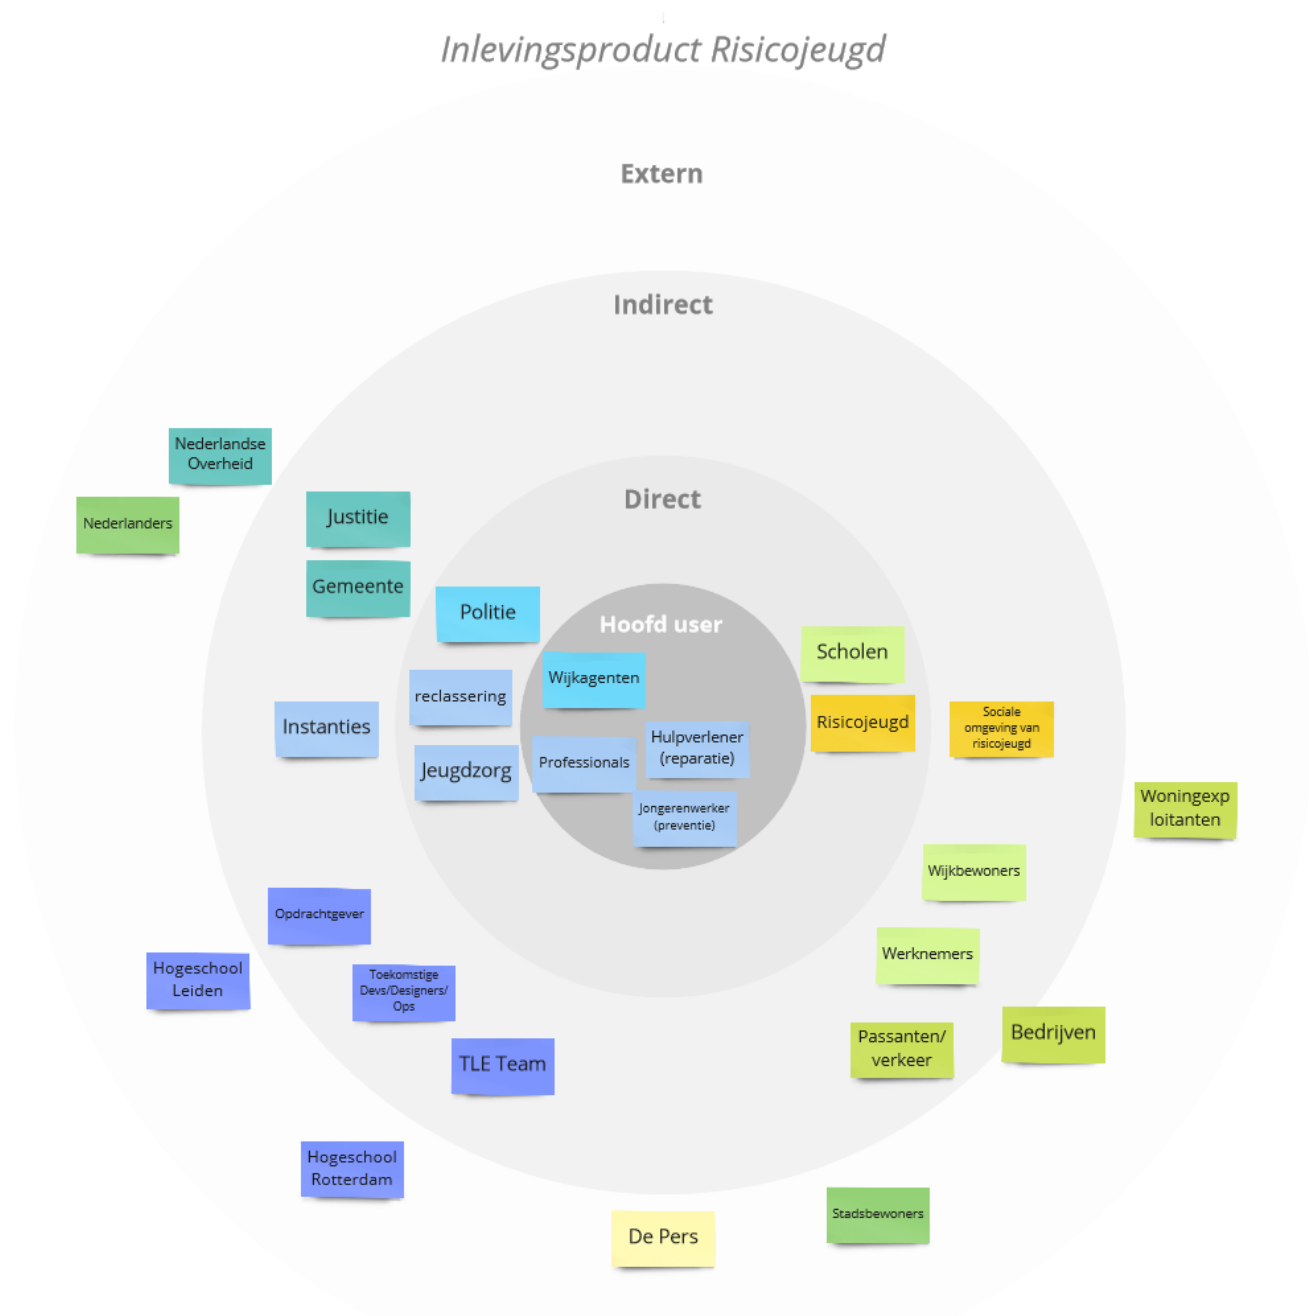 Inlevingsproduct Risicojeugd
Extern
Indirect
Nederlandse
Overheid
Nederlanders
Justitie
Direct
Gemeente
Politie
Hoofd user
Scholen
Wijkagenten
reclassering
Risicojeugd
Sociale
omgeving van
risicojeugd
Instanties
Hulpverlener
(reparatie)
Professionals
Jeugdzorg
Jongerenwerker
(preventie)
Woningexp
loitanten
Wijkbewoners
Opdrachtgever
Werknemers
Hogeschool
Leiden
Toekomstige
Devs/Designers/
Ops
Bedrijven
Passanten/
verkeer
TLE Team
Hogeschool
Rotterdam
Stadsbewoners
De Pers